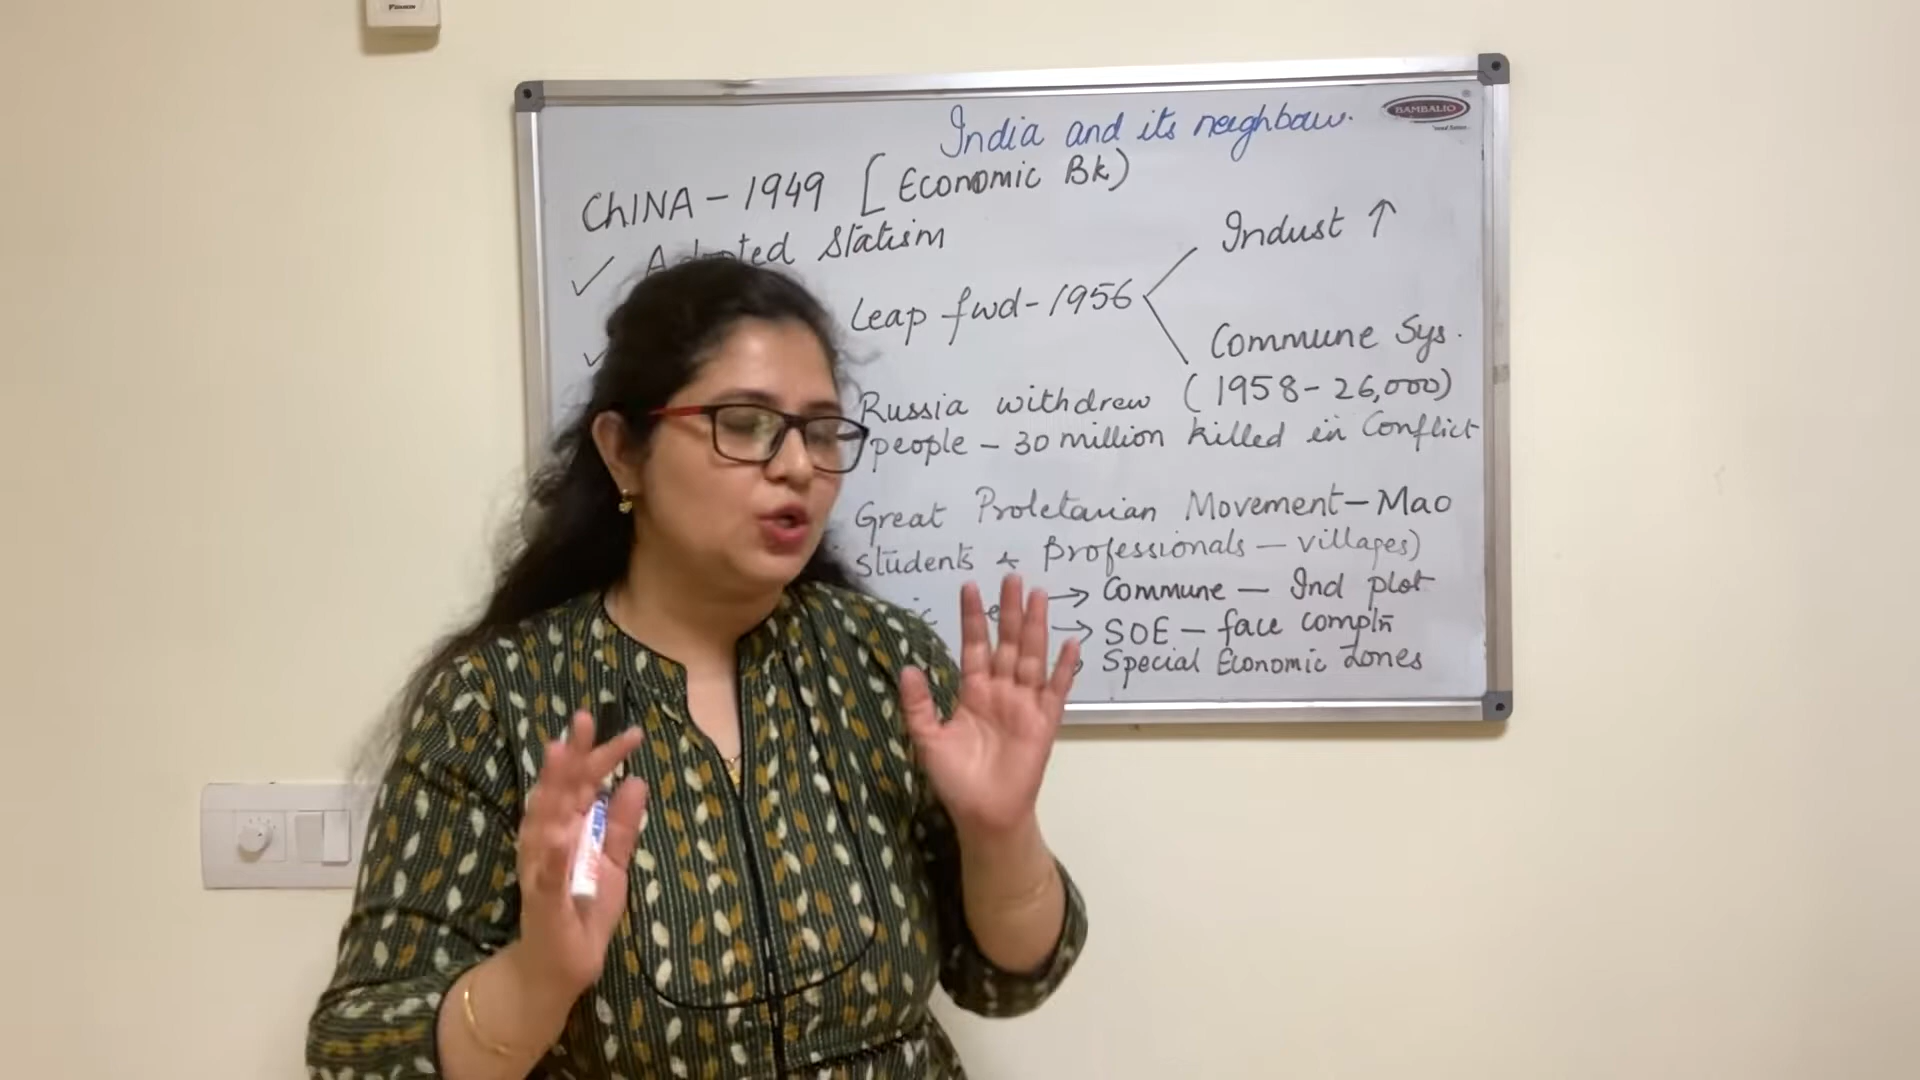 India and its neighbour.
BAMBALIO
CHINA - 1949 [Economic Bk)
✓ Adopted Statism
✓ Leap fwd - 1956
Indust ↑
Commune Sys.
(1958 - 26,000)
Russia withdrew
people - 30 million killed in Conflict
Great Proletarian Movement - Mao
Students & Professionals - villages)
→ Commune - Ind plot
→ SOE - face compln
Special Economic Zones